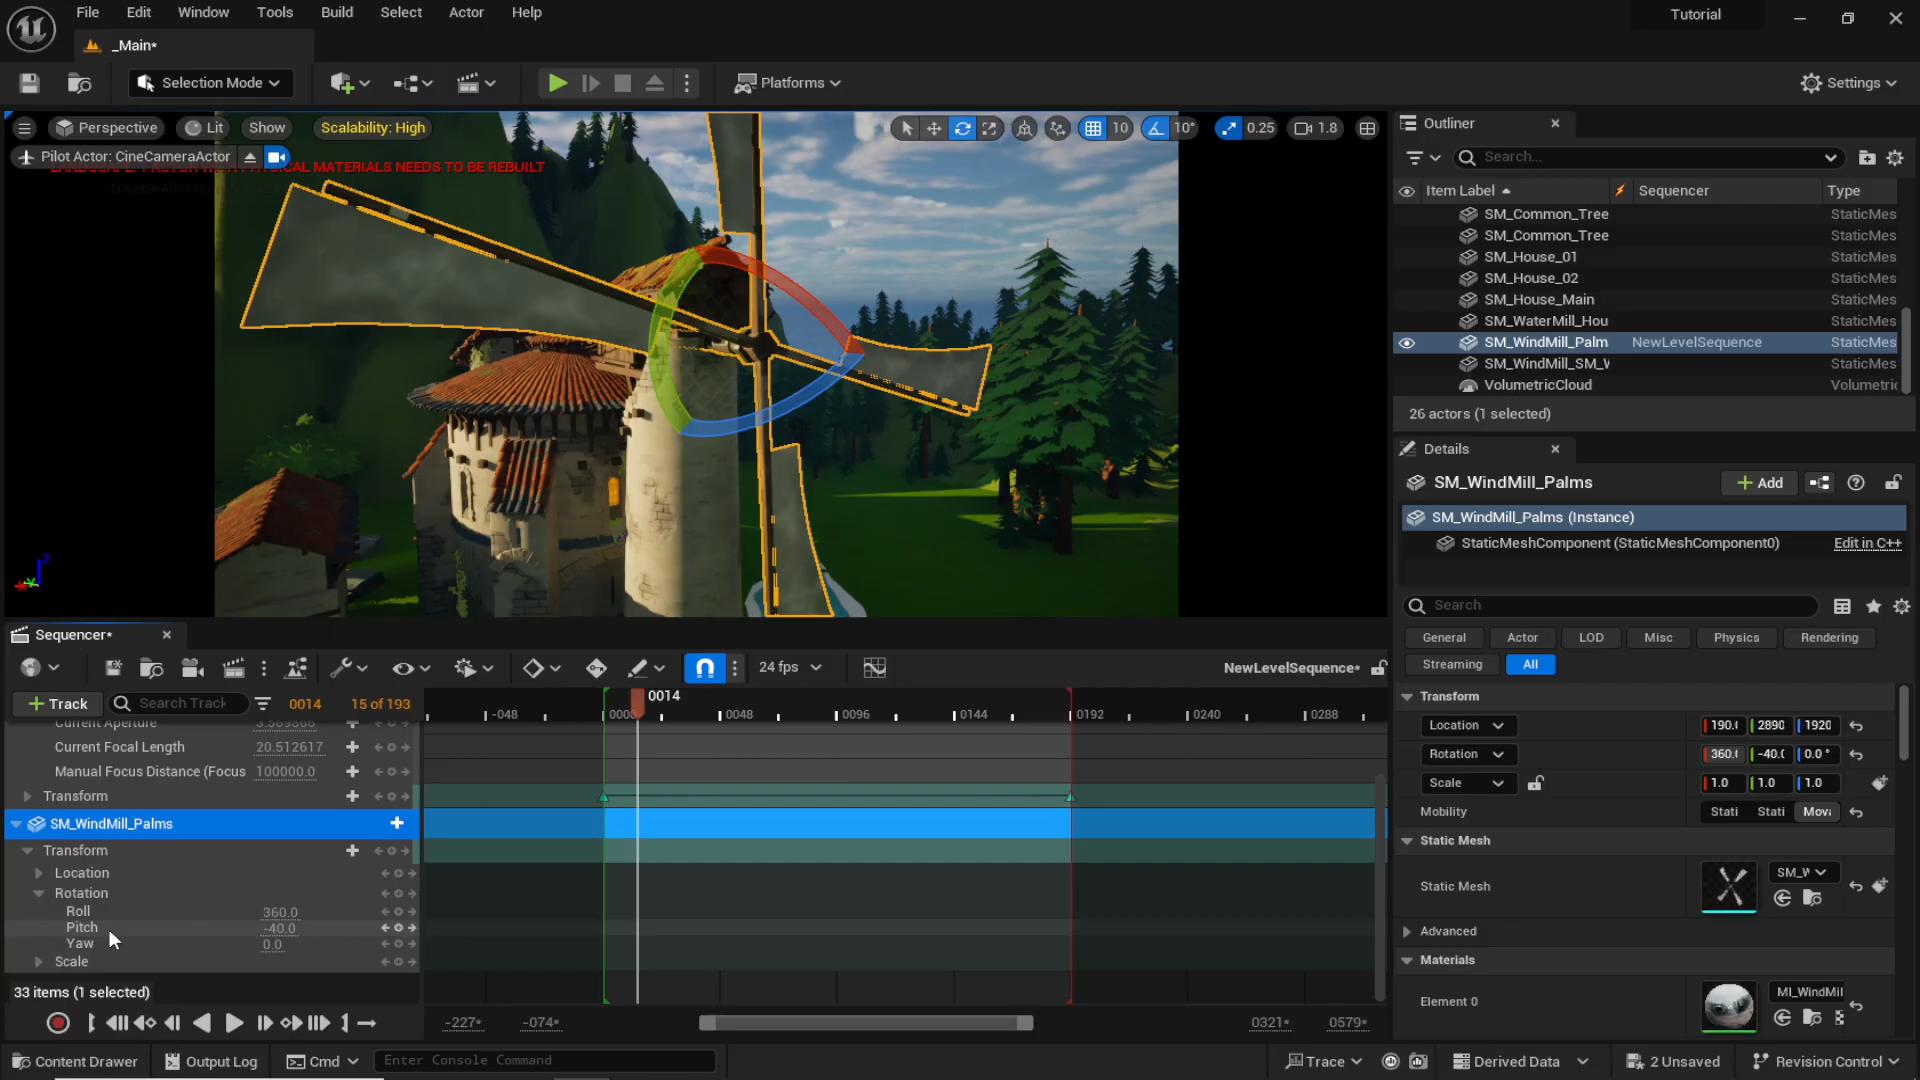 File Edit Window Tools Build Select Actor Help
Tutorial
_Main*
Selection Mode
Platforms
Settings
Perspective Lit Show Scalability: High
10 10° 0.25 1.8
Pilot Actor: CineCameraActor
MATERIALS NEEDS TO BE REBUILT
Outliner
Search...
Item Label Sequencer Type
SM_Common_Tree StaticMes
SM_Common_Tree StaticMes
SM_House_01 StaticMes
SM_House_02 StaticMes
SM_House_Main StaticMes
SM_WaterMill_Hou StaticMes
SM_WindMill_Palm NewLevelSequence StaticMes
SM_WindMill_SM_W StaticMes
VolumetricCloud Volumetric
26 actors (1 selected)
Details
SM_WindMill_Palms
Add
SM_WindMill_Palms (Instance)
StaticMeshComponent (StaticMeshComponent0) Edit in C++
Search
General Actor LOD Misc Physics Rendering
Streaming All
Transform
Location 190.( 2890 1920
Rotation 360.( -40.( 0.0 °
Scale 1.0 1.0 1.0
Mobility Stati Stati Mova
Static Mesh
Static Mesh SM_W
Advanced
Materials
Element 0 MI_WindMil
Sequencer*
24 fps
NewLevelSequence*
Track Search Track 0014 15 of 193
0014
-048 0000 0048 0096 0144 0192 0240 0288
Current Aperture 3.569866
Current Focal Length 20.512617
Manual Focus Distance (Focus 100000.0
Transform
SM_WindMill_Palms
Transform
Location
Rotation
Roll 360.0
Pitch -40.0
Yaw 0.0
Scale
33 items (1 selected)
-227* -074* 0321* 0579*
Content Drawer Output Log Cmd Enter Console Command
Trace Derived Data 2 Unsaved Revision Control